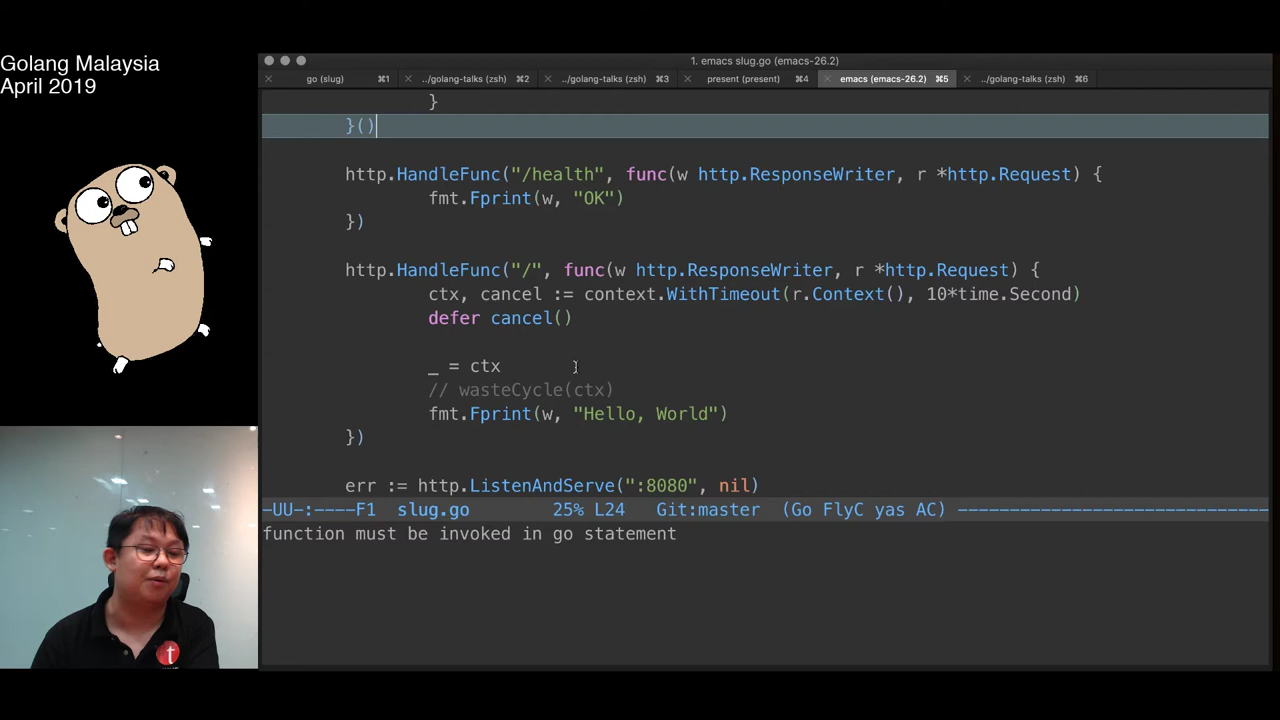 Golang Malaysia
April 2019
1. emacs slug.go (emacs-26.2)
go (slug) ⌘1 ../golang-talks (zsh) ⌘2 ../golang-talks (zsh) ⌘3 present (present) ⌘4 emacs (emacs-26.2) ⌘5 ../golang-talks (zsh) ⌘6
}
}()
http.HandleFunc("/health", func(w http.ResponseWriter, r *http.Request) {
fmt.Fprint(w, "OK")
})
http.HandleFunc("/", func(w http.ResponseWriter, r *http.Request) {
ctx, cancel := context.WithTimeout(r.Context(), 10*time.Second)
defer cancel()
_ = ctx
// wasteCycle(ctx)
fmt.Fprint(w, "Hello, World")
})
err := http.ListenAndServe(":8080", nil)
-UU-:----F1 slug.go 25% L24 Git:master (Go FlyC yas AC) ------------------------------
function must be invoked in go statement
t